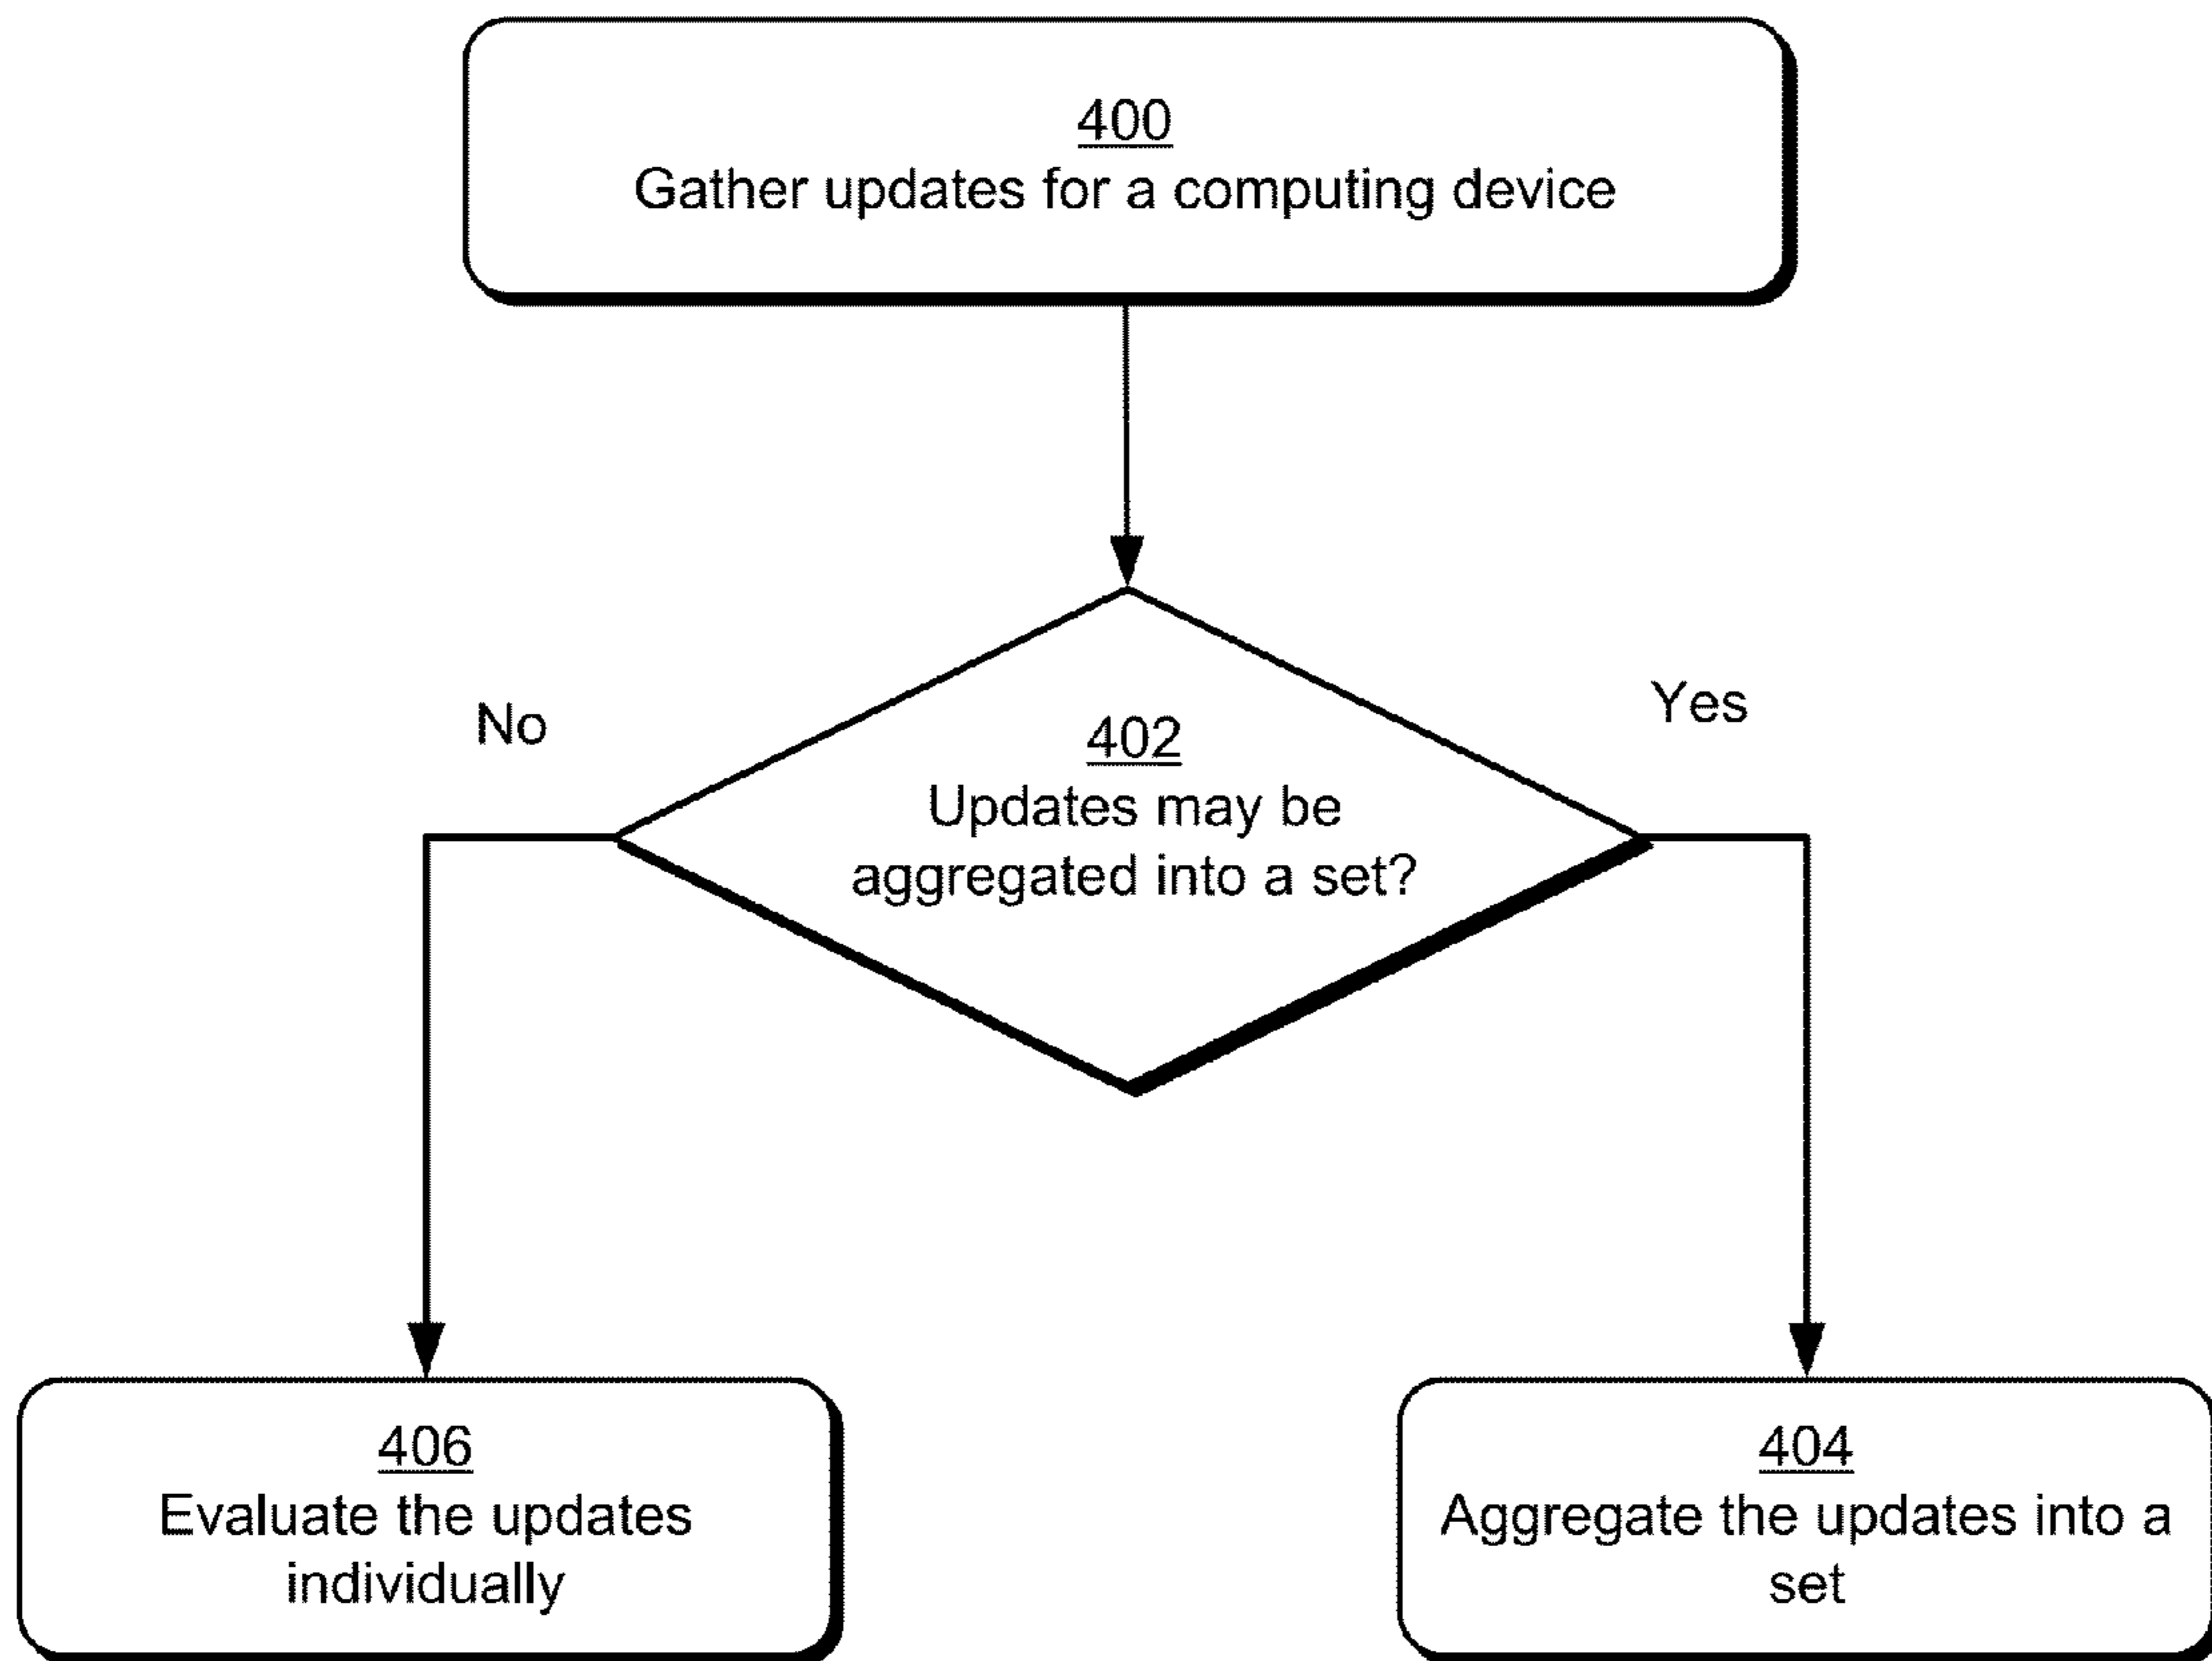 400
Gather updates for a computing device
No
Yes
402
Updates may be
aggregated into a set?
406
Evaluate the updates
individually
404
Aggregate the updates into a
set